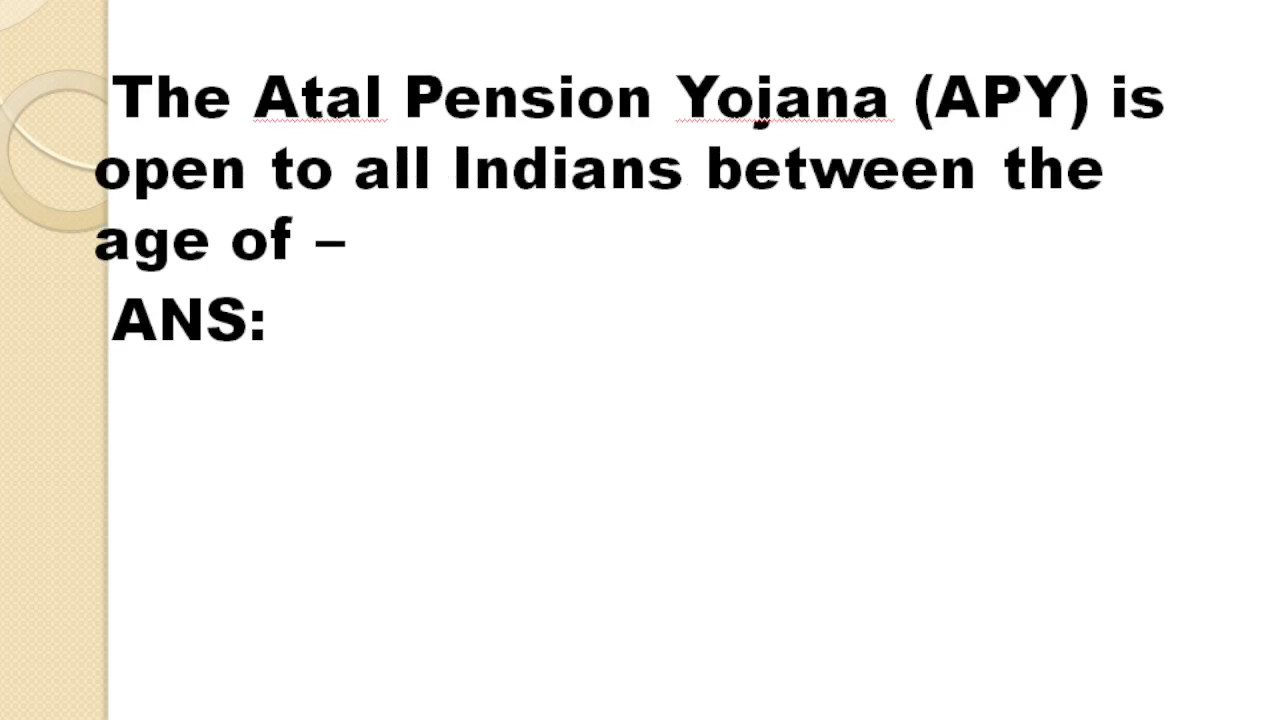 The Atal Pension Yojana (APY) is
open to all Indians between the
age of –
ANS: